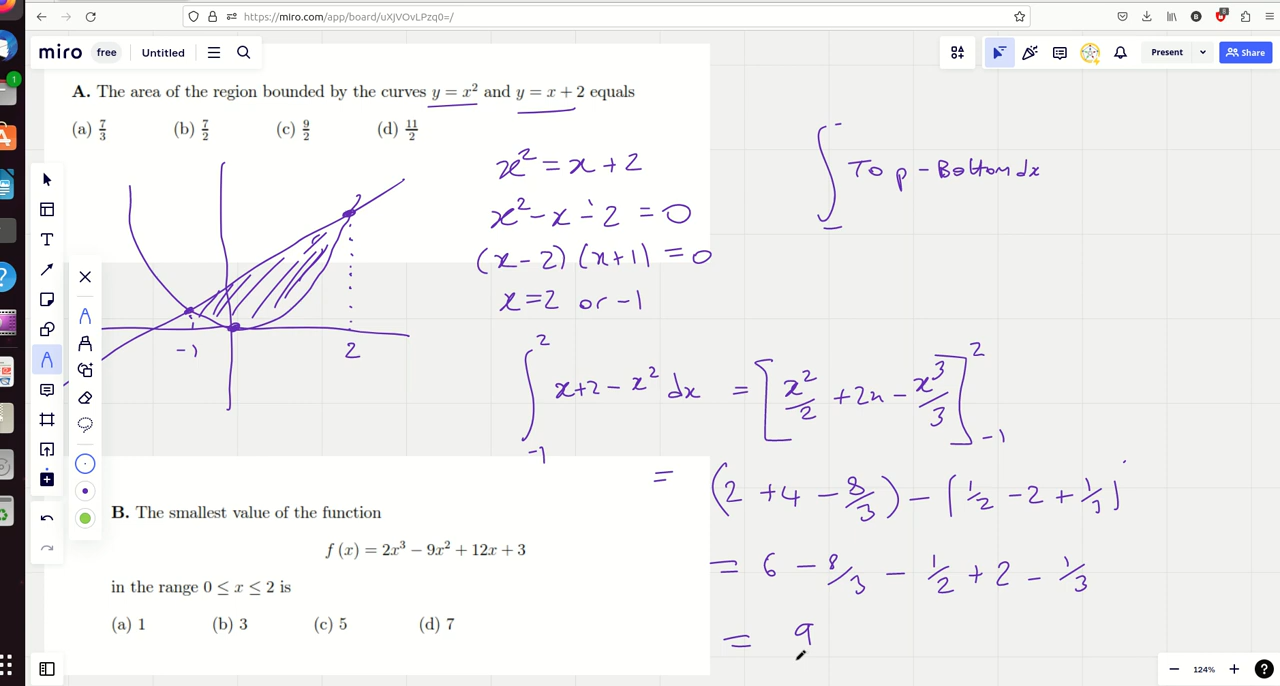 https://miro.com/app/board/uXjVOvLPzq0=/
miro free Untitled
Present
Share
A. The area of the region bounded by the curves y = x² and y = x + 2 equals
(a) 7/3 (b) 7/2 (c) 9/2 (d) 11/2
x² = x + 2
x² - x - 2 = 0
(x - 2) (x + 1) = 0
x = 2 or -1
-1 2
∫ Top - Bottom dx
∫₋₁² x+2 - x² dx = [x²/2 + 2x - x³/3]₋₁²
= (2 + 4 - 8/3) - (1/2 - 2 + 1/3)
= 6 - 8/3 - 1/2 + 2 - 1/3
= 9
B. The smallest value of the function
f (x) = 2x³ − 9x² + 12x + 3
in the range 0 ≤ x ≤ 2 is
(a) 1 (b) 3 (c) 5 (d) 7
124%